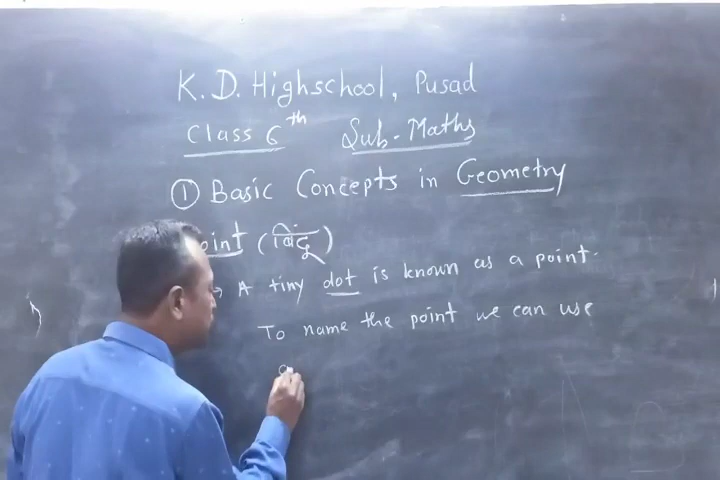 K.D. Highschool, Pusad
Class 6th Sub-Maths
① Basic Concepts in Geometry
oint (बिंदू)
→ A tiny dot is known as a point.
To name the point we can use